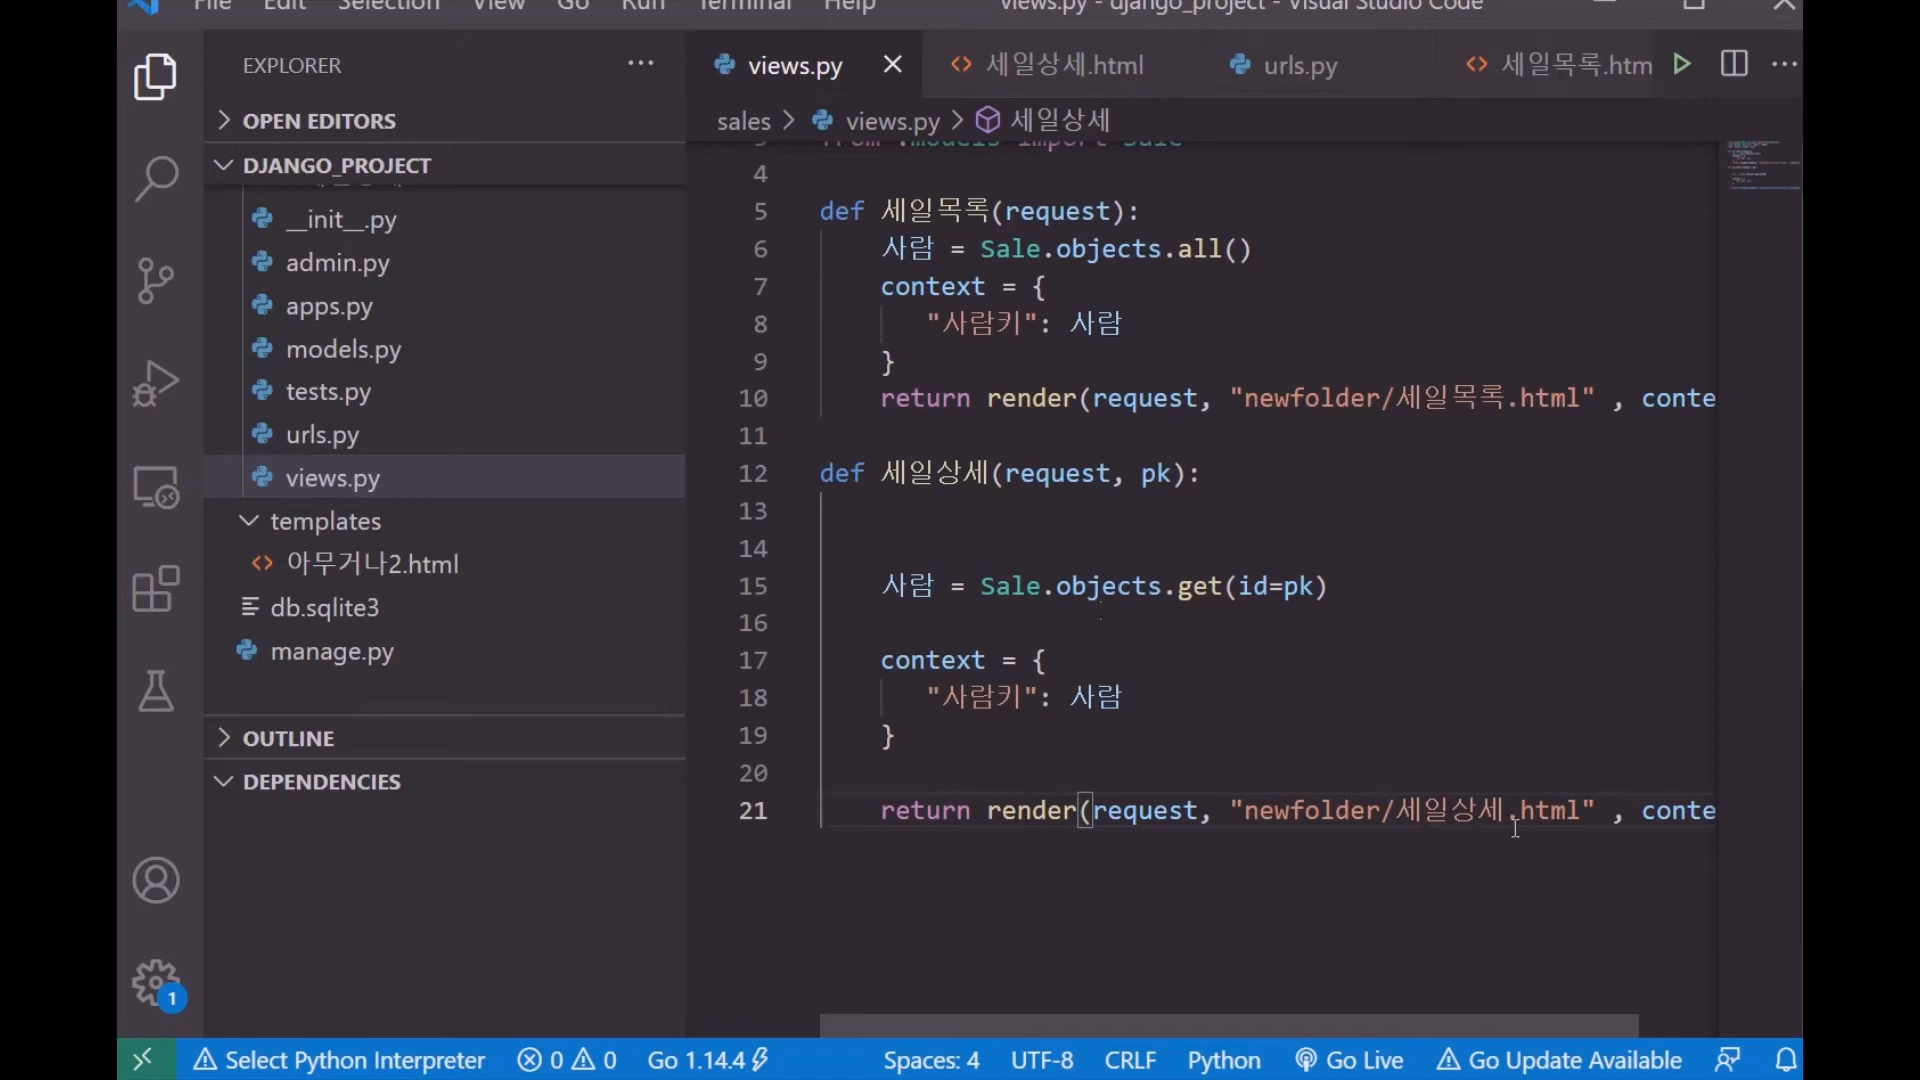 File Edit Selection View Go Run Terminal Help views.py - django_project - Visual Studio Code
EXPLORER
OPEN EDITORS
DJANGO_PROJECT
__init__.py
admin.py
apps.py
models.py
tests.py
urls.py
views.py
templates
아무거나2.html
db.sqlite3
manage.py
OUTLINE
DEPENDENCIES
1
views.py 세일상세.html urls.py 세일목록.htm
sales > views.py > 세일상세
from .models import Sale
4
5 def 세일목록(request):
6 사람 = Sale.objects.all()
7 context = {
8 "사람키": 사람
9 }
10 return render(request, "newfolder/세일목록.html" , conte
11
12 def 세일상세(request, pk):
13
14
15 사람 = Sale.objects.get(id=pk)
16
17 context = {
18 "사람키": 사람
19 }
20
21 return render(request, "newfolder/세일상세.html" , conte
Select Python Interpreter 0 0 Go 1.14.4 Spaces: 4 UTF-8 CRLF Python Go Live Go Update Available